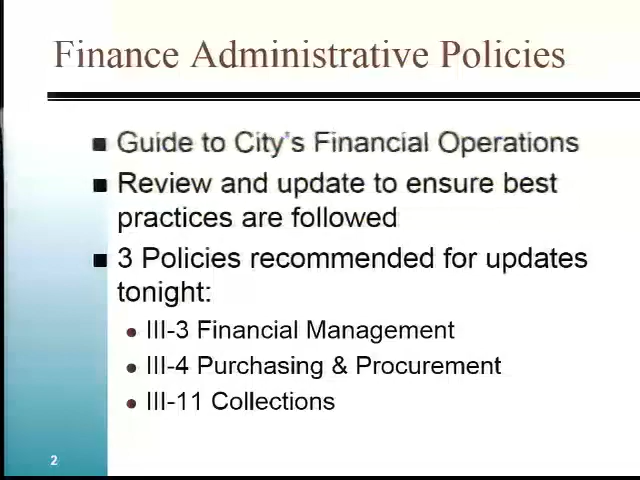 Finance Administrative Policies
Guide to City's Financial Operations
Review and update to ensure best
practices are followed
3 Policies recommended for updates
tonight:
III-3 Financial Management
III-4 Purchasing & Procurement
III-11 Collections
2